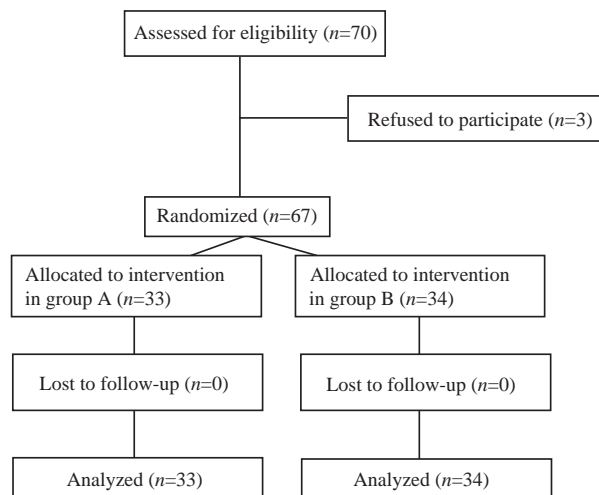 Assessed for eligibility (n=70)
Refused to participate (n=3)
Randomized (n=67)
Allocated to intervention
in group A (n=33)
Allocated to intervention
in group B (n=34)
Lost to follow-up (n=0)
Lost to follow-up (n=0)
Analyzed (n=33)
Analyzed (n=34)